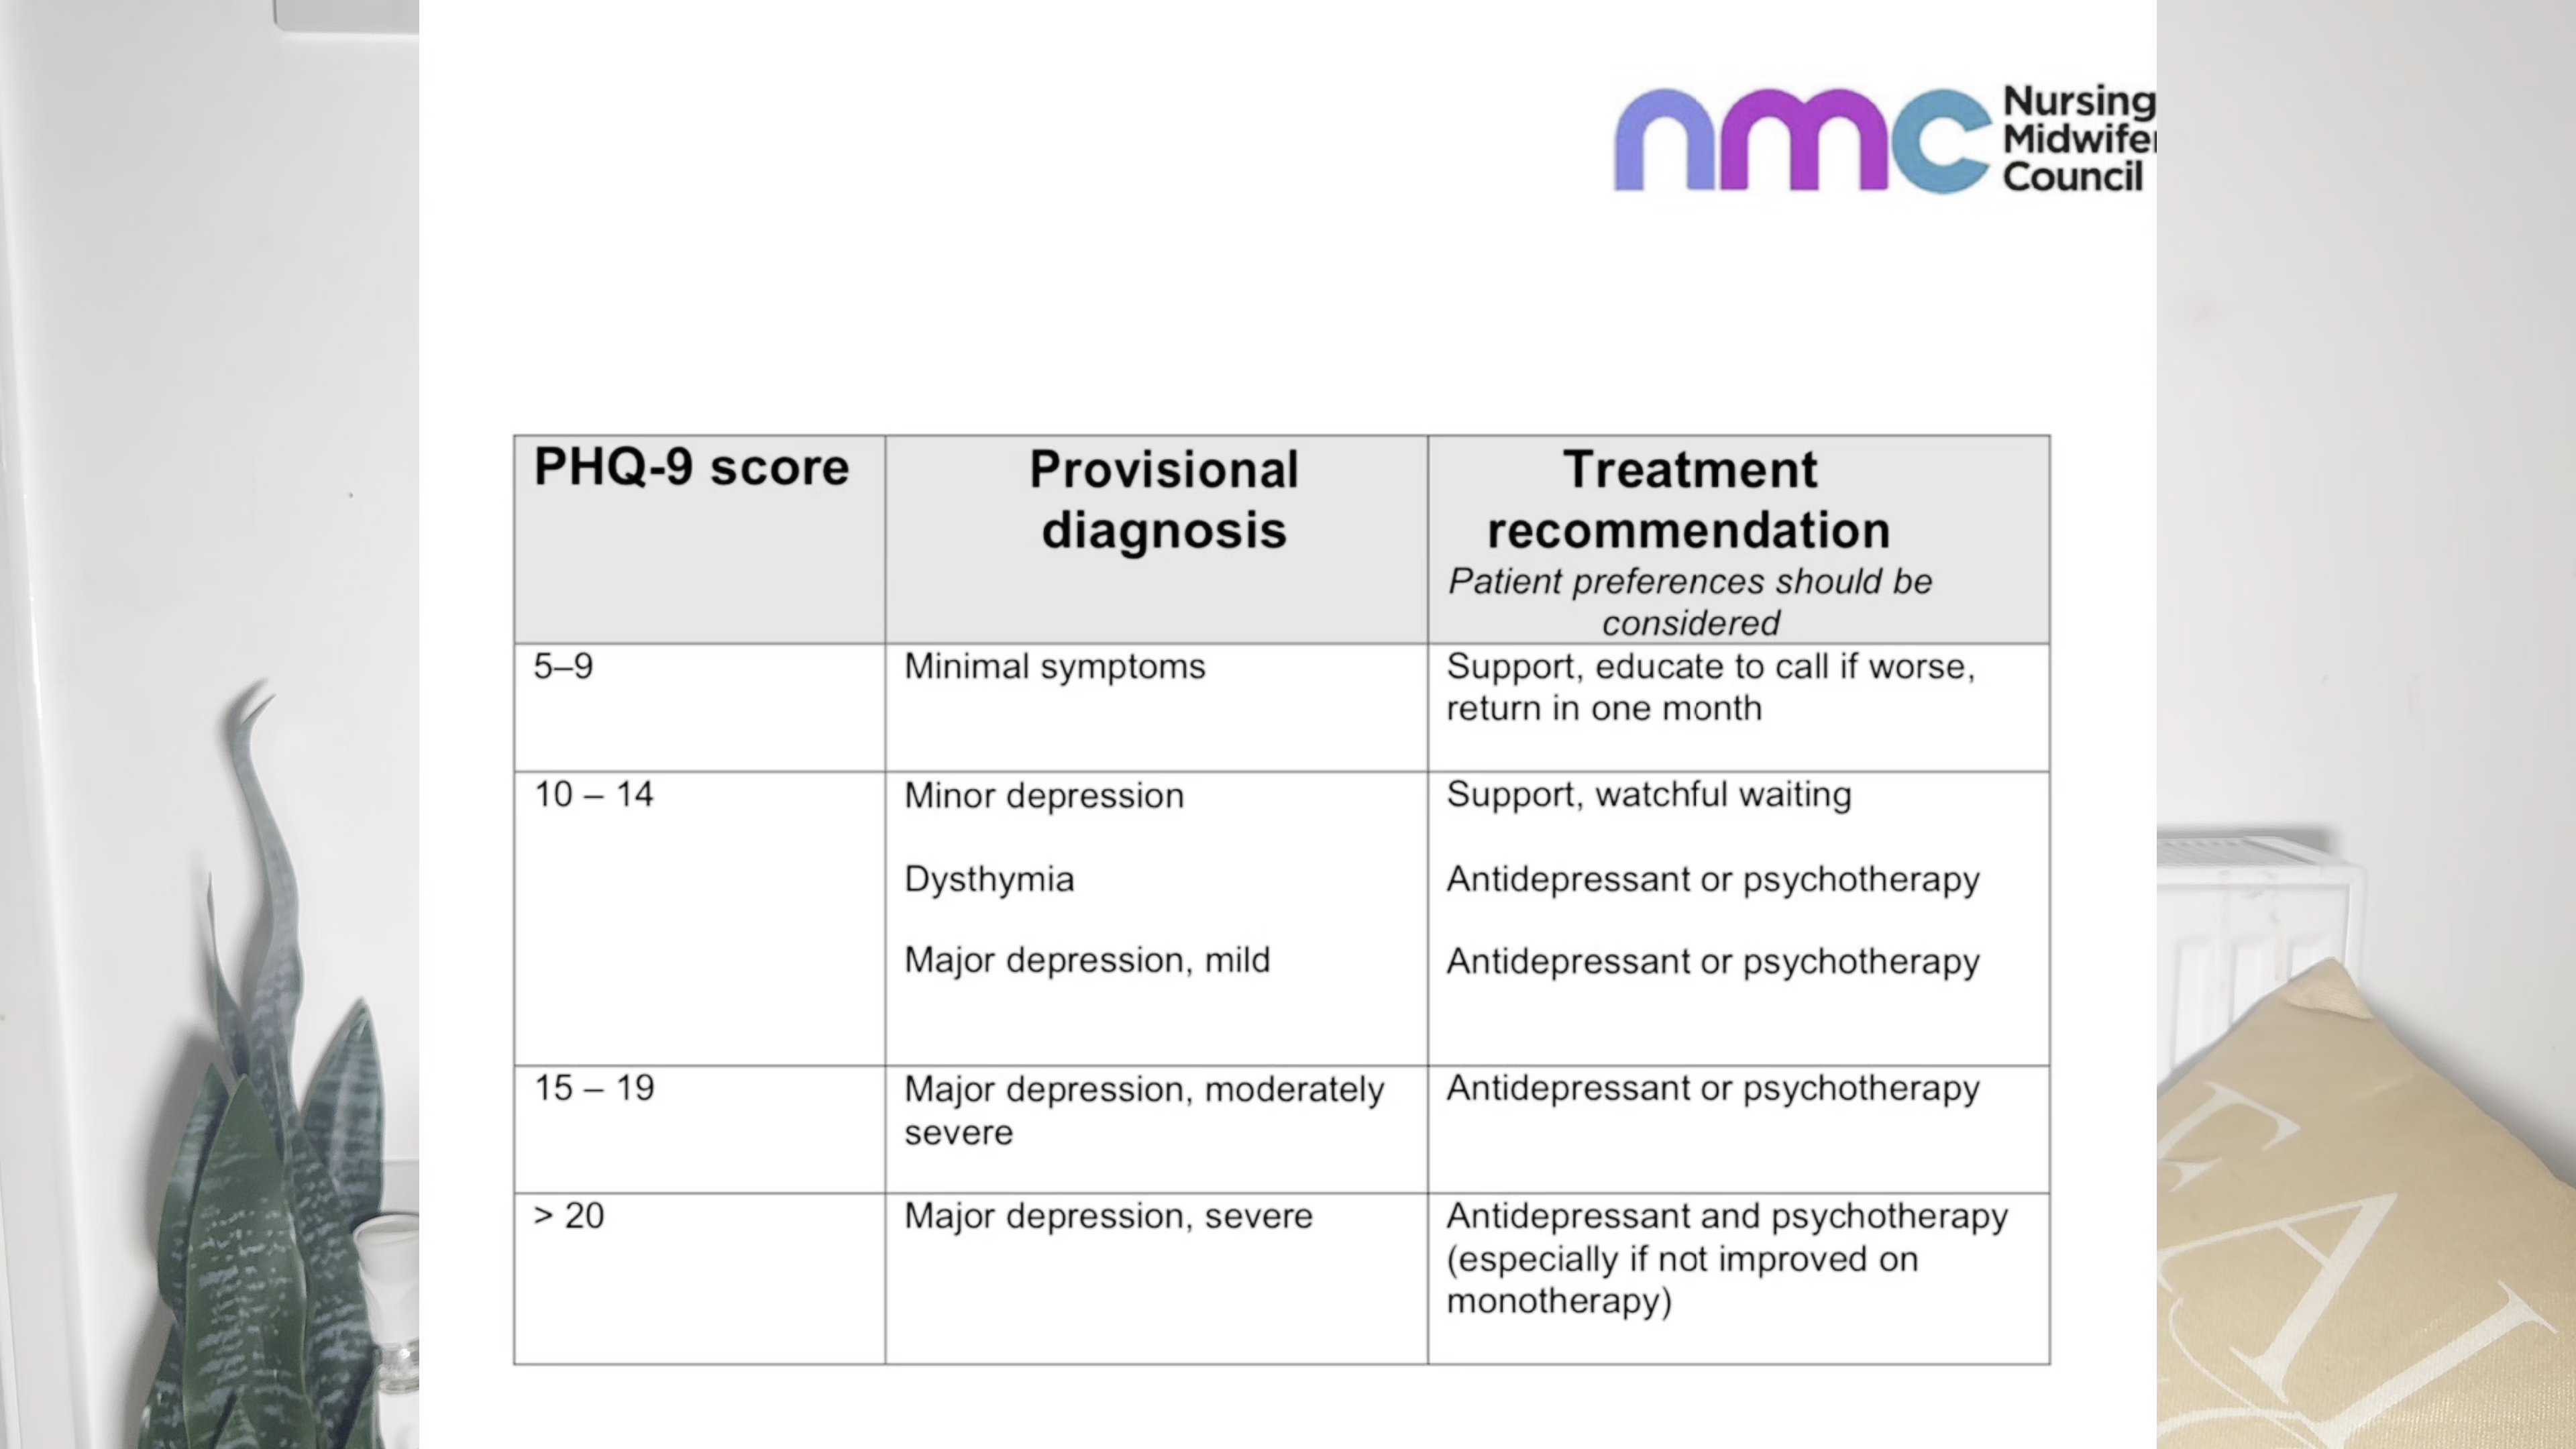 nmc
Nursing
Midwife
Council
PHQ-9 score
Provisional
diagnosis
Treatment
recommendation
Patient preferences should be
considered
5–9
Minimal symptoms
Support, educate to call if worse,
return in one month
10 – 14
Minor depression
Support, watchful waiting
Dysthymia
Antidepressant or psychotherapy
Major depression, mild
Antidepressant or psychotherapy
15 – 19
Major depression, moderately
severe
Antidepressant or psychotherapy
> 20
Major depression, severe
Antidepressant and psychotherapy
(especially if not improved on
monotherapy)